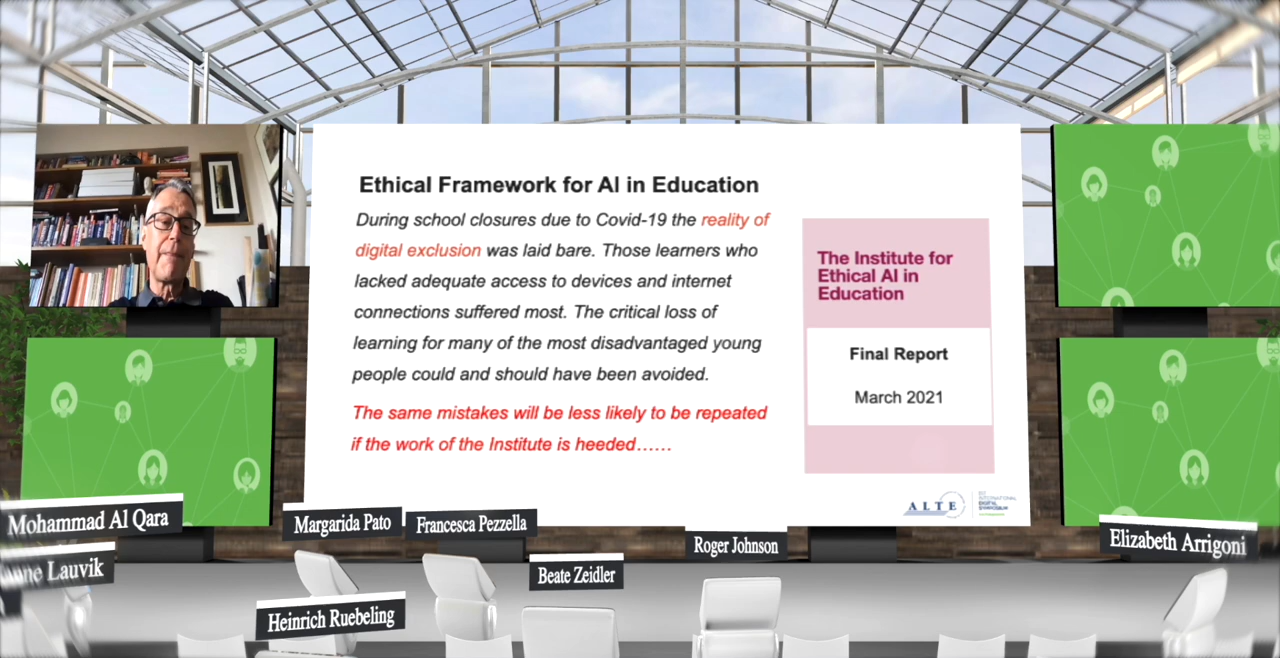 Ethical Framework for AI in Education
During school closures due to Covid-19 the reality of
digital exclusion was laid bare. Those learners who
lacked adequate access to devices and internet
connections suffered most. The critical loss of
learning for many of the most disadvantaged young
people could and should have been avoided.
The same mistakes will be less likely to be repeated
if the work of the Institute is heeded......
The Institute for
Ethical AI in
Education
Final Report
March 2021
ALTE
1ST
INTERNATIONAL
DIGITAL
SYMPOSIUM
Mohammad Al Qara
Lauvik
Margarida Pato
Francesca Pezzella
Heinrich Ruebeling
Beate Zeidler
Roger Johnson
Elizabeth Arrigoni